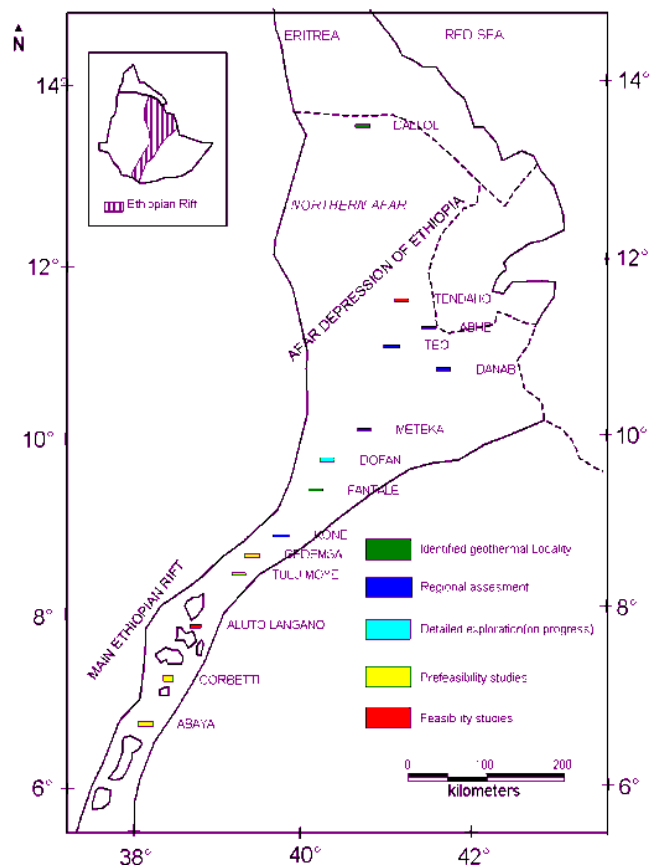 N
ERITREA
RED SEA
14°
14°
DALLOL
Ethiopian Rift
NORTHERN AFAR
AFAR DEPRESSION OF ETHIOPIA
12°
12°
TENDAHO
ABHE
TEO
DANAB
METEKA
10°
10°
DOFAN
FANTALE
KONE
GEDEMSA
TULU MOYE
MAIN ETHIOPIAN RIFT
8°
8°
ALUTO LANGANO
CORBETTI
ABAYA
6°
6°
Identified geothermal Locality
Regional assesment
Detailed exploration(on progress)
Prefeasibility studies
Feasibility studies
0 100 200
kilometers
38° 40° 42°